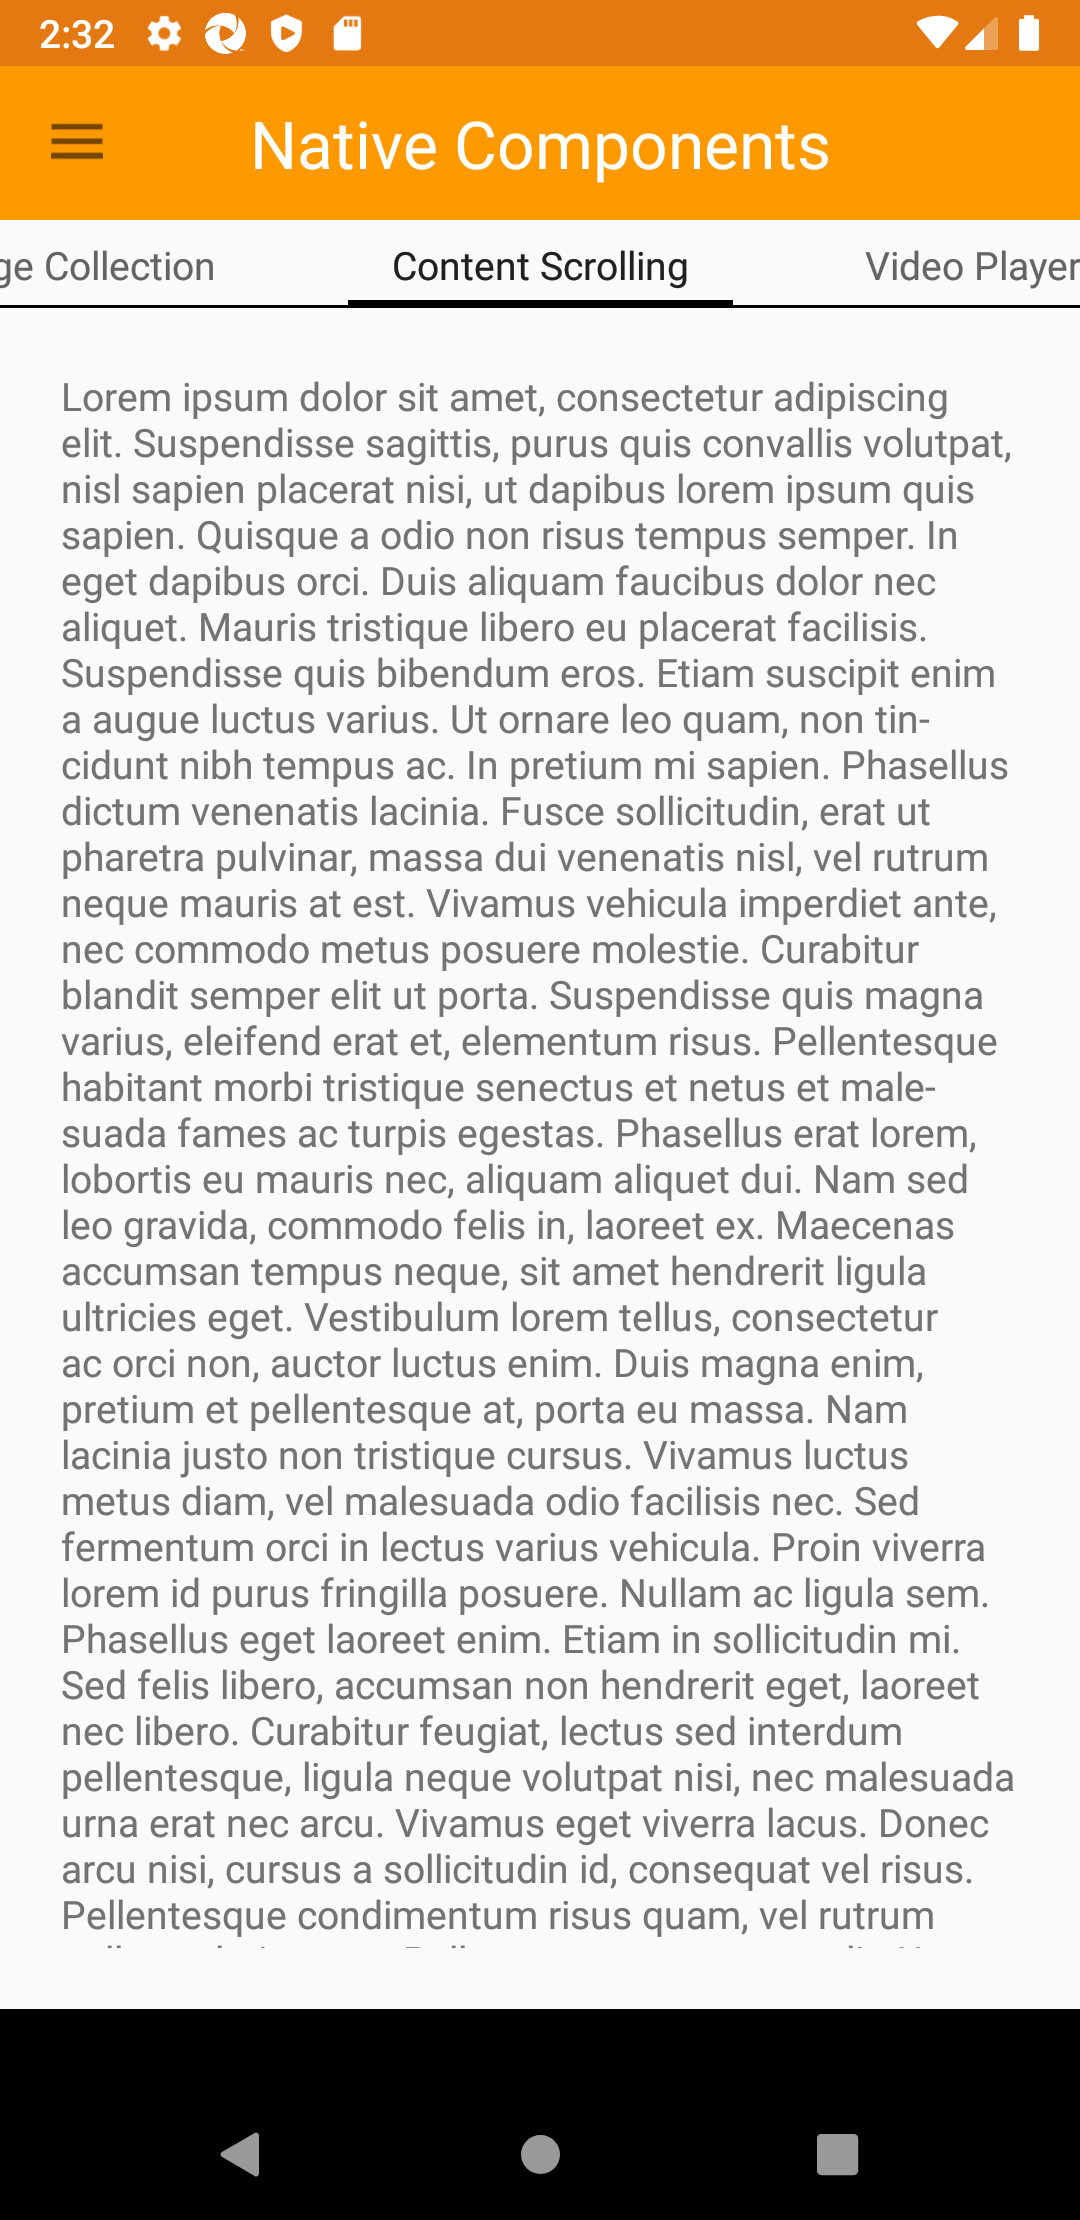 2:32
Native Components
ge Collection Content Scrolling Video Player
Lorem ipsum dolor sit amet, consectetur adipiscing
elit. Suspendisse sagittis, purus quis convallis volutpat,
nisl sapien placerat nisi, ut dapibus lorem ipsum quis
sapien. Quisque a odio non risus tempus semper. In
eget dapibus orci. Duis aliquam faucibus dolor nec
aliquet. Mauris tristique libero eu placerat facilisis.
Suspendisse quis bibendum eros. Etiam suscipit enim
a augue luctus varius. Ut ornare leo quam, non tin-
cidunt nibh tempus ac. In pretium mi sapien. Phasellus
dictum venenatis lacinia. Fusce sollicitudin, erat ut
pharetra pulvinar, massa dui venenatis nisl, vel rutrum
neque mauris at est. Vivamus vehicula imperdiet ante,
nec commodo metus posuere molestie. Curabitur
blandit semper elit ut porta. Suspendisse quis magna
varius, eleifend erat et, elementum risus. Pellentesque
habitant morbi tristique senectus et netus et male-
suada fames ac turpis egestas. Phasellus erat lorem,
lobortis eu mauris nec, aliquam aliquet dui. Nam sed
leo gravida, commodo felis in, laoreet ex. Maecenas
accumsan tempus neque, sit amet hendrerit ligula
ultricies eget. Vestibulum lorem tellus, consectetur
ac orci non, auctor luctus enim. Duis magna enim,
pretium et pellentesque at, porta eu massa. Nam
lacinia justo non tristique cursus. Vivamus luctus
metus diam, vel malesuada odio facilisis nec. Sed
fermentum orci in lectus varius vehicula. Proin viverra
lorem id purus fringilla posuere. Nullam ac ligula sem.
Phasellus eget laoreet enim. Etiam in sollicitudin mi.
Sed felis libero, accumsan non hendrerit eget, laoreet
nec libero. Curabitur feugiat, lectus sed interdum
pellentesque, ligula neque volutpat nisi, nec malesuada
urna erat nec arcu. Vivamus eget viverra lacus. Donec
arcu nisi, cursus a sollicitudin id, consequat vel risus.
Pellentesque condimentum risus quam, vel rutrum